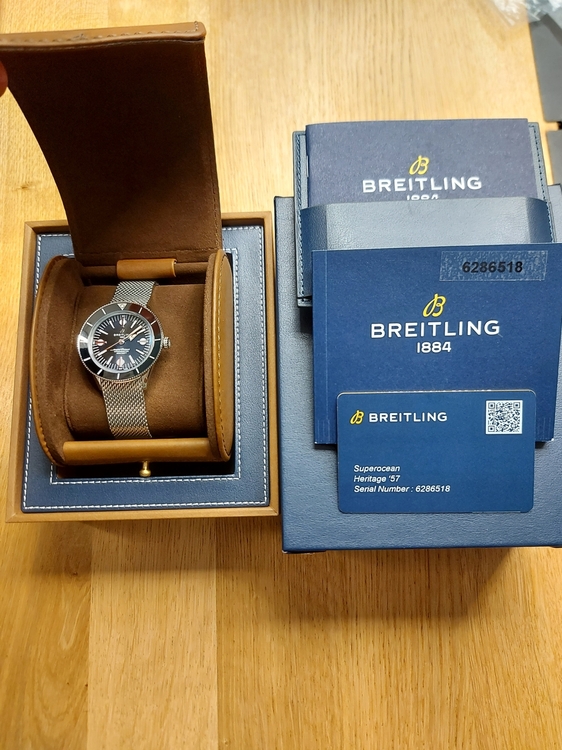 BREITLING
1884
6286518
BREITLING
1884
BREITLING
Superocean
Heritage '57
Serial Number : 6286518